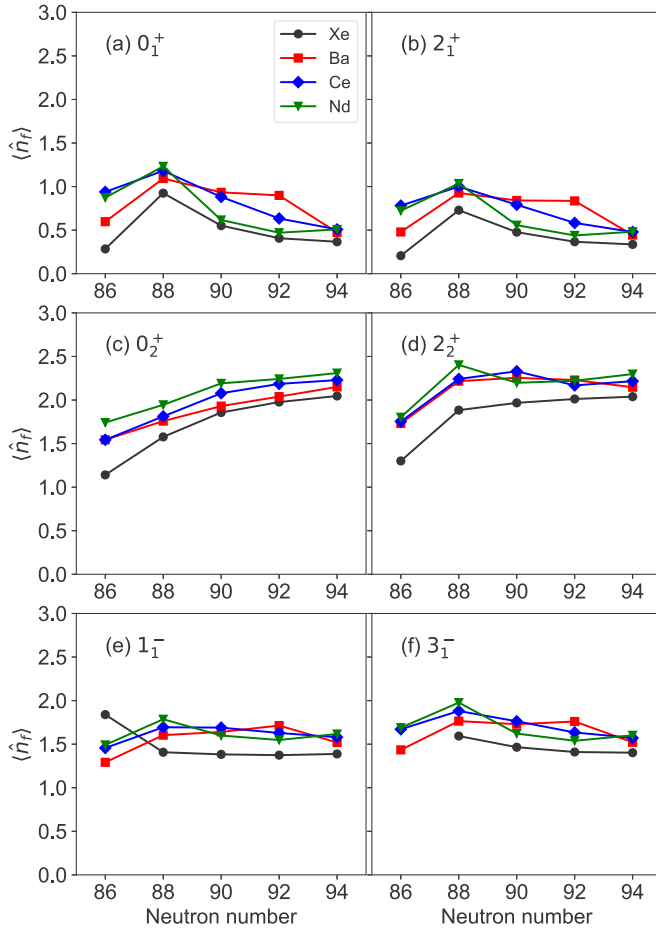 (a) 0₁⁺
Xe
Ba
Ce
Nd
(b) 2₁⁺
3.0
2.5
2.0
1.5
1.0
0.5
0.0
⟨n̂_f⟩
86 88 90 92 94
86 88 90 92 94
(c) 0₂⁺
(d) 2₂⁺
3.0
2.5
2.0
1.5
1.0
0.5
0.0
⟨n̂_f⟩
86 88 90 92 94
86 88 90 92 94
(e) 1₁⁻
(f) 3₁⁻
3.0
2.5
2.0
1.5
1.0
0.5
0.0
⟨n̂_f⟩
86 88 90 92 94
86 88 90 92 94
Neutron number
Neutron number